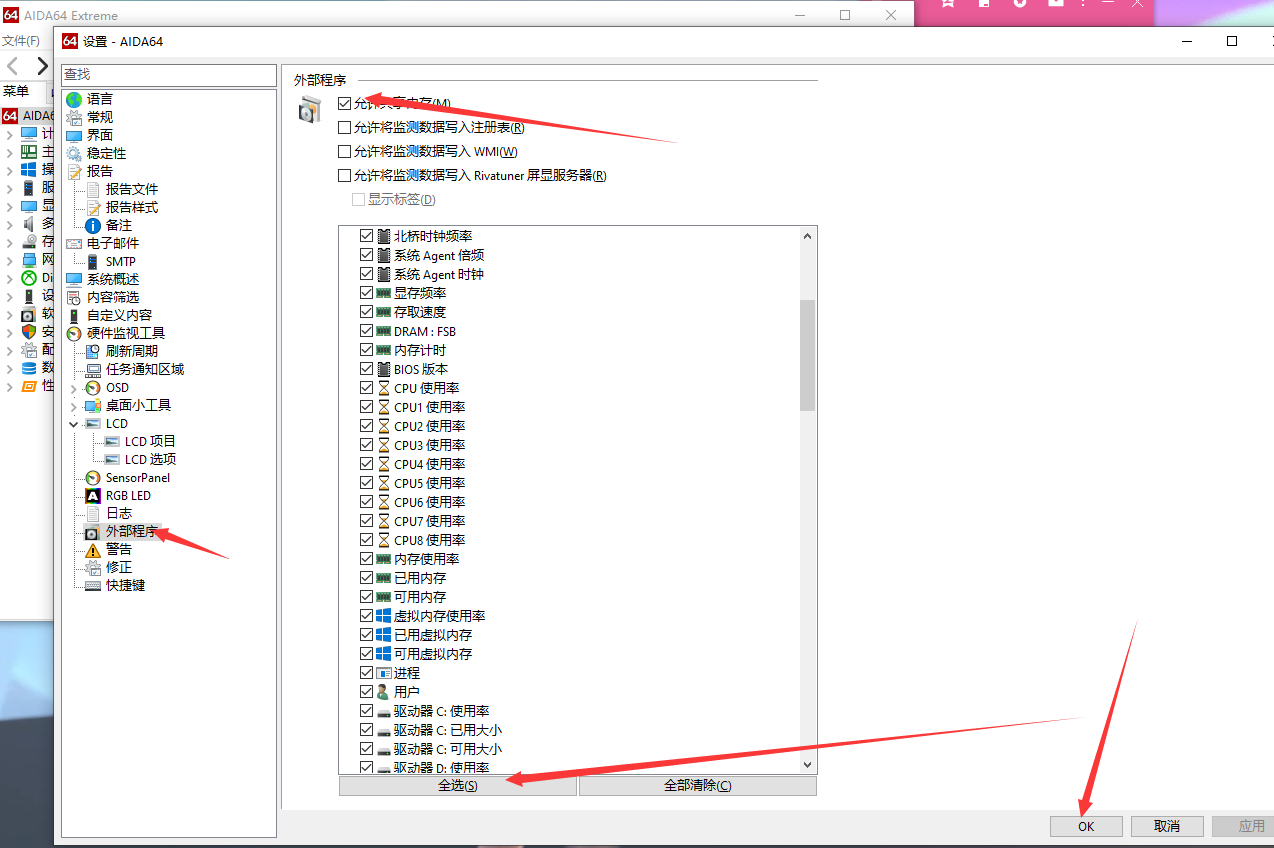 64 AIDA64 Extreme
文件(F)
菜单
64 AIDA6
计
主
操
服
显
多
存
网
Di
设
软
安
配
数
性
64 设置 - AIDA64
查找
语言
常规
界面
稳定性
报告
报告文件
报告样式
备注
电子邮件
SMTP
系统概述
内容筛选
自定义内容
硬件监视工具
刷新周期
任务通知区域
OSD
桌面小工具
LCD
LCD 项目
LCD 选项
SensorPanel
RGB LED
日志
外部程序
警告
修正
快捷键
外部程序
允许共享内存(M)
允许将监测数据写入注册表(R)
允许将监测数据写入 WMI(W)
允许将监测数据写入 Rivatuner 屏显服务器(R)
显示标签(D)
北桥时钟频率
系统 Agent 倍频
系统 Agent 时钟
显存频率
存取速度
DRAM : FSB
内存计时
BIOS 版本
CPU 使用率
CPU1 使用率
CPU2 使用率
CPU3 使用率
CPU4 使用率
CPU5 使用率
CPU6 使用率
CPU7 使用率
CPU8 使用率
内存使用率
已用内存
可用内存
虚拟内存使用率
已用虚拟内存
可用虚拟内存
进程
用户
驱动器 C: 使用率
驱动器 C: 已用大小
驱动器 C: 可用大小
驱动器 D: 使用率
全选(S)
全部清除(C)
OK
取消
应用